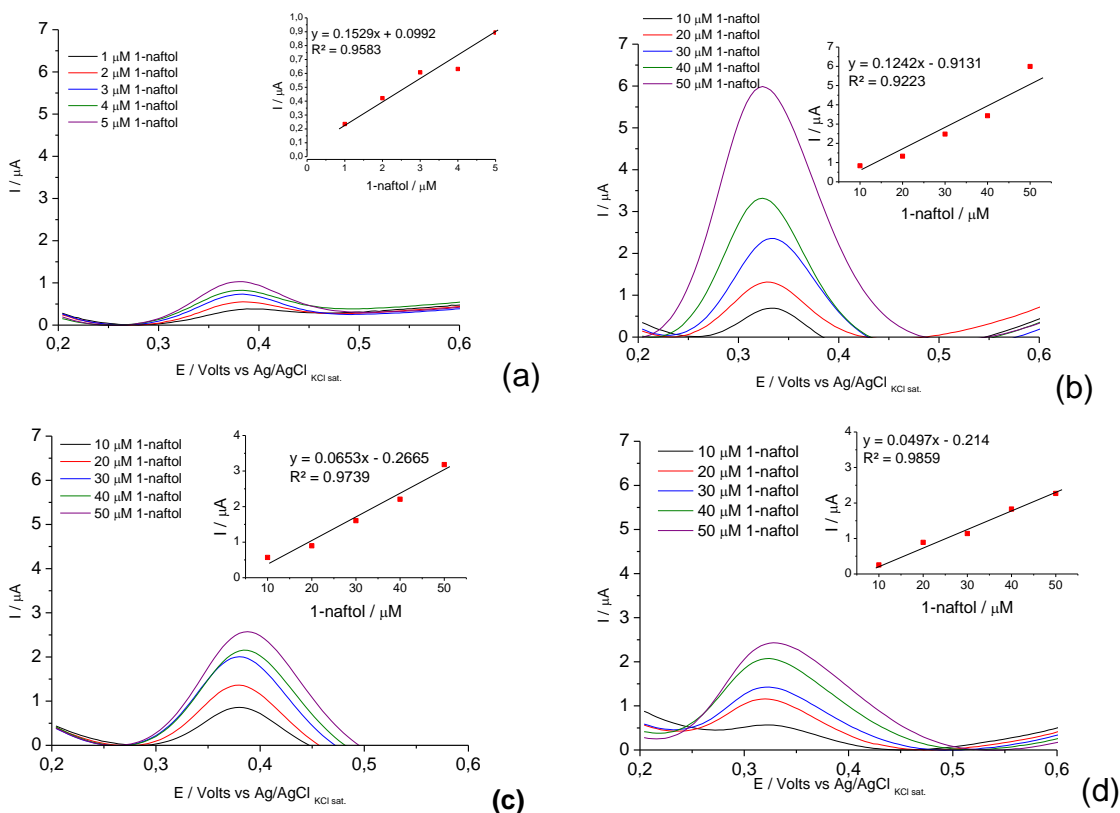 7
6
5
4
3
2
1
0
I / μA
1 μM 1-naftol
2 μM 1-naftol
3 μM 1-naftol
4 μM 1-naftol
5 μM 1-naftol
1,0
0,9
0,8
0,7
0,6
0,5
0,4
0,3
0,2
0,1
0,0
I / μA
y = 0.1529x + 0.0992
R² = 0.9583
0 1 2 3 4 5
1-naftol / μM
0,2 0,3 0,4 0,5 0,6
E / Volts vs Ag/AgCl KCl sat.
(a)
7
6
5
4
3
2
1
0
I / μA
10 μM 1-naftol
20 μM 1-naftol
30 μM 1-naftol
40 μM 1-naftol
50 μM 1-naftol
7
6
5
4
3
2
1
0
I / μA
y = 0.1242x - 0.9131
R² = 0.9223
10 20 30 40 50
1-naftol / μM
0,2 0,3 0,4 0,5 0,6
E / Volts vs Ag/AgCl KCl sat.
(b)
7
6
5
4
3
2
1
0
I / μA
10 μM 1-naftol
20 μM 1-naftol
30 μM 1-naftol
40 μM 1-naftol
50 μM 1-naftol
4
3
2
1
0
I / μA
y = 0.0653x - 0.2665
R² = 0.9739
10 20 30 40 50
1-naftol / μM
0,2 0,3 0,4 0,5 0,6
E / Volts vs Ag/AgCl KCl sat.
(c)
7
6
5
4
3
2
1
0
I / μA
10 μM 1-naftol
20 μM 1-naftol
30 μM 1-naftol
40 μM 1-naftol
50 μM 1-naftol
4
3
2
1
0
I / μA
y = 0.0497x - 0.214
R² = 0.9859
10 20 30 40 50
1-naftol / μM
0,2 0,3 0,4 0,5 0,6
E / Volts vs Ag/AgCl KCl sat.
(d)